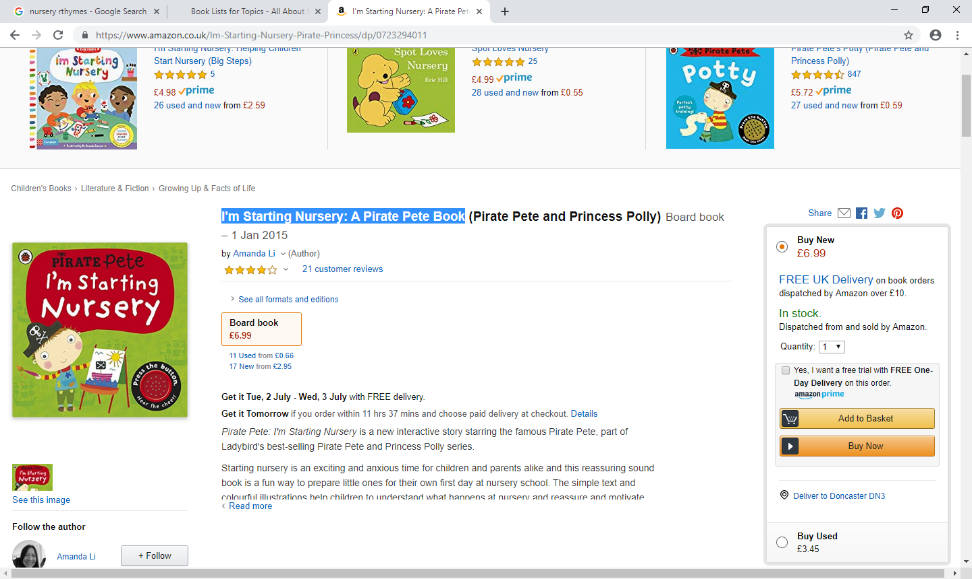 nursery rthymes - Google Search
Book Lists for Topics - All About
I'm Starting Nursery: A Pirate Pet
https://www.amazon.co.uk/Im-Starting-Nursery-Pirate-Princess/dp/0723294011
I'm Starting Nursery: Helping Children
Start Nursery (Big Steps)
5
£4.98 prime
26 used and new from £2.59
i'm Starting
Nursery
Spot Loves Nursery
25
£4.99 prime
28 used and new from £0.55
Spot Loves
Nursery
Eric Hill
Pirate Pete's Potty (Pirate Pete and
Princess Polly)
847
£5.72 prime
27 used and new from £0.59
Pirate Pete's
Potty
Perfect
potty
training!
Children's Books › Literature & Fiction › Growing Up & Facts of Life
I'm Starting Nursery: A Pirate Pete Book (Pirate Pete and Princess Polly) Board book
– 1 Jan 2015
by Amanda Li (Author)
21 customer reviews
See all formats and editions
Board book
£6.99
11 Used from £0.66
17 New from £2.95
Get it Tue, 2 July - Wed, 3 July with FREE delivery.
Get it Tomorrow if you order within 11 hrs 37 mins and choose paid delivery at checkout. Details
Pirate Pete: I'm Starting Nursery is a new interactive story starring the famous Pirate Pete, part of
Ladybird's best-selling Pirate Pete and Princess Polly series.
Starting nursery is an exciting and anxious time for children and parents alike and this reassuring sound
book is a fun way to prepare little ones for their own first day at nursery school. The simple text and
colourful illustrations help children to understand what happens at nursery and reassure and motivate
Read more
PIRATE Pete
I'm Starting
Nursery
Press the button.
Hear the cheer!
I'm Starting
Nursery
See this image
Follow the author
Amanda Li
+ Follow
Share
Buy New
£6.99
FREE UK Delivery on book orders
dispatched by Amazon over £10.
In stock.
Dispatched from and sold by Amazon.
Quantity: 1
Yes, I want a free trial with FREE One-
Day Delivery on this order.
amazon prime
Add to Basket
Buy Now
Deliver to Doncaster DN3
Buy Used
£3.45